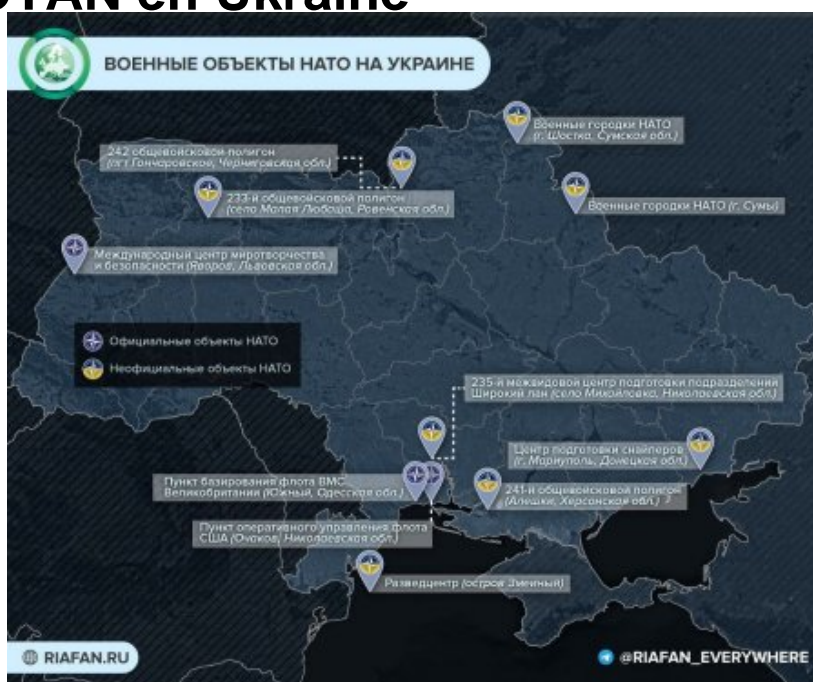 OTAN en Ukraine
ВОЕННЫЕ ОБЪЕКТЫ НАТО НА УКРАИНЕ
Военные городки НАТО
(г. Шостка, Сумская обл.)
242 общевойсковой полигон
(пгт Гончаровское, Черниговская обл.)
233-й общевойсковой полигон
(село Малая Любаша, Ровенская обл.)
Военные городки НАТО (г. Сумы)
Международный центр миротворчества
и безопасности (Яворов, Львовская обл.)
Официальные объекты НАТО
Неофициальные объекты НАТО
235-й межвидовой центр подготовки подразделений
Широкий лан (село Михайловка, Николаевская обл.)
Центр подготовки снайперов
(г. Мариуполь, Донецкая обл.)
Пункт базирования флота ВМС
Великобритании (Южный, Одесская обл.)
241-й общевойсковой полигон
(Алешки, Херсонская обл.)
Пункт оперативного управления флота
США (Очаков, Николаевская обл.)
Разведцентр (остров Змеиный)
RIAFAN.RU
@RIAFAN_EVERYWHERE